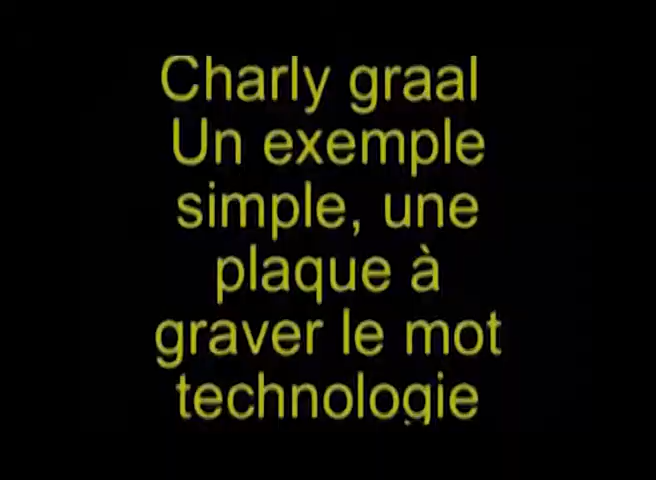 Charly graal
Un exemple
simple, une
plaque à
graver le mot
technologie